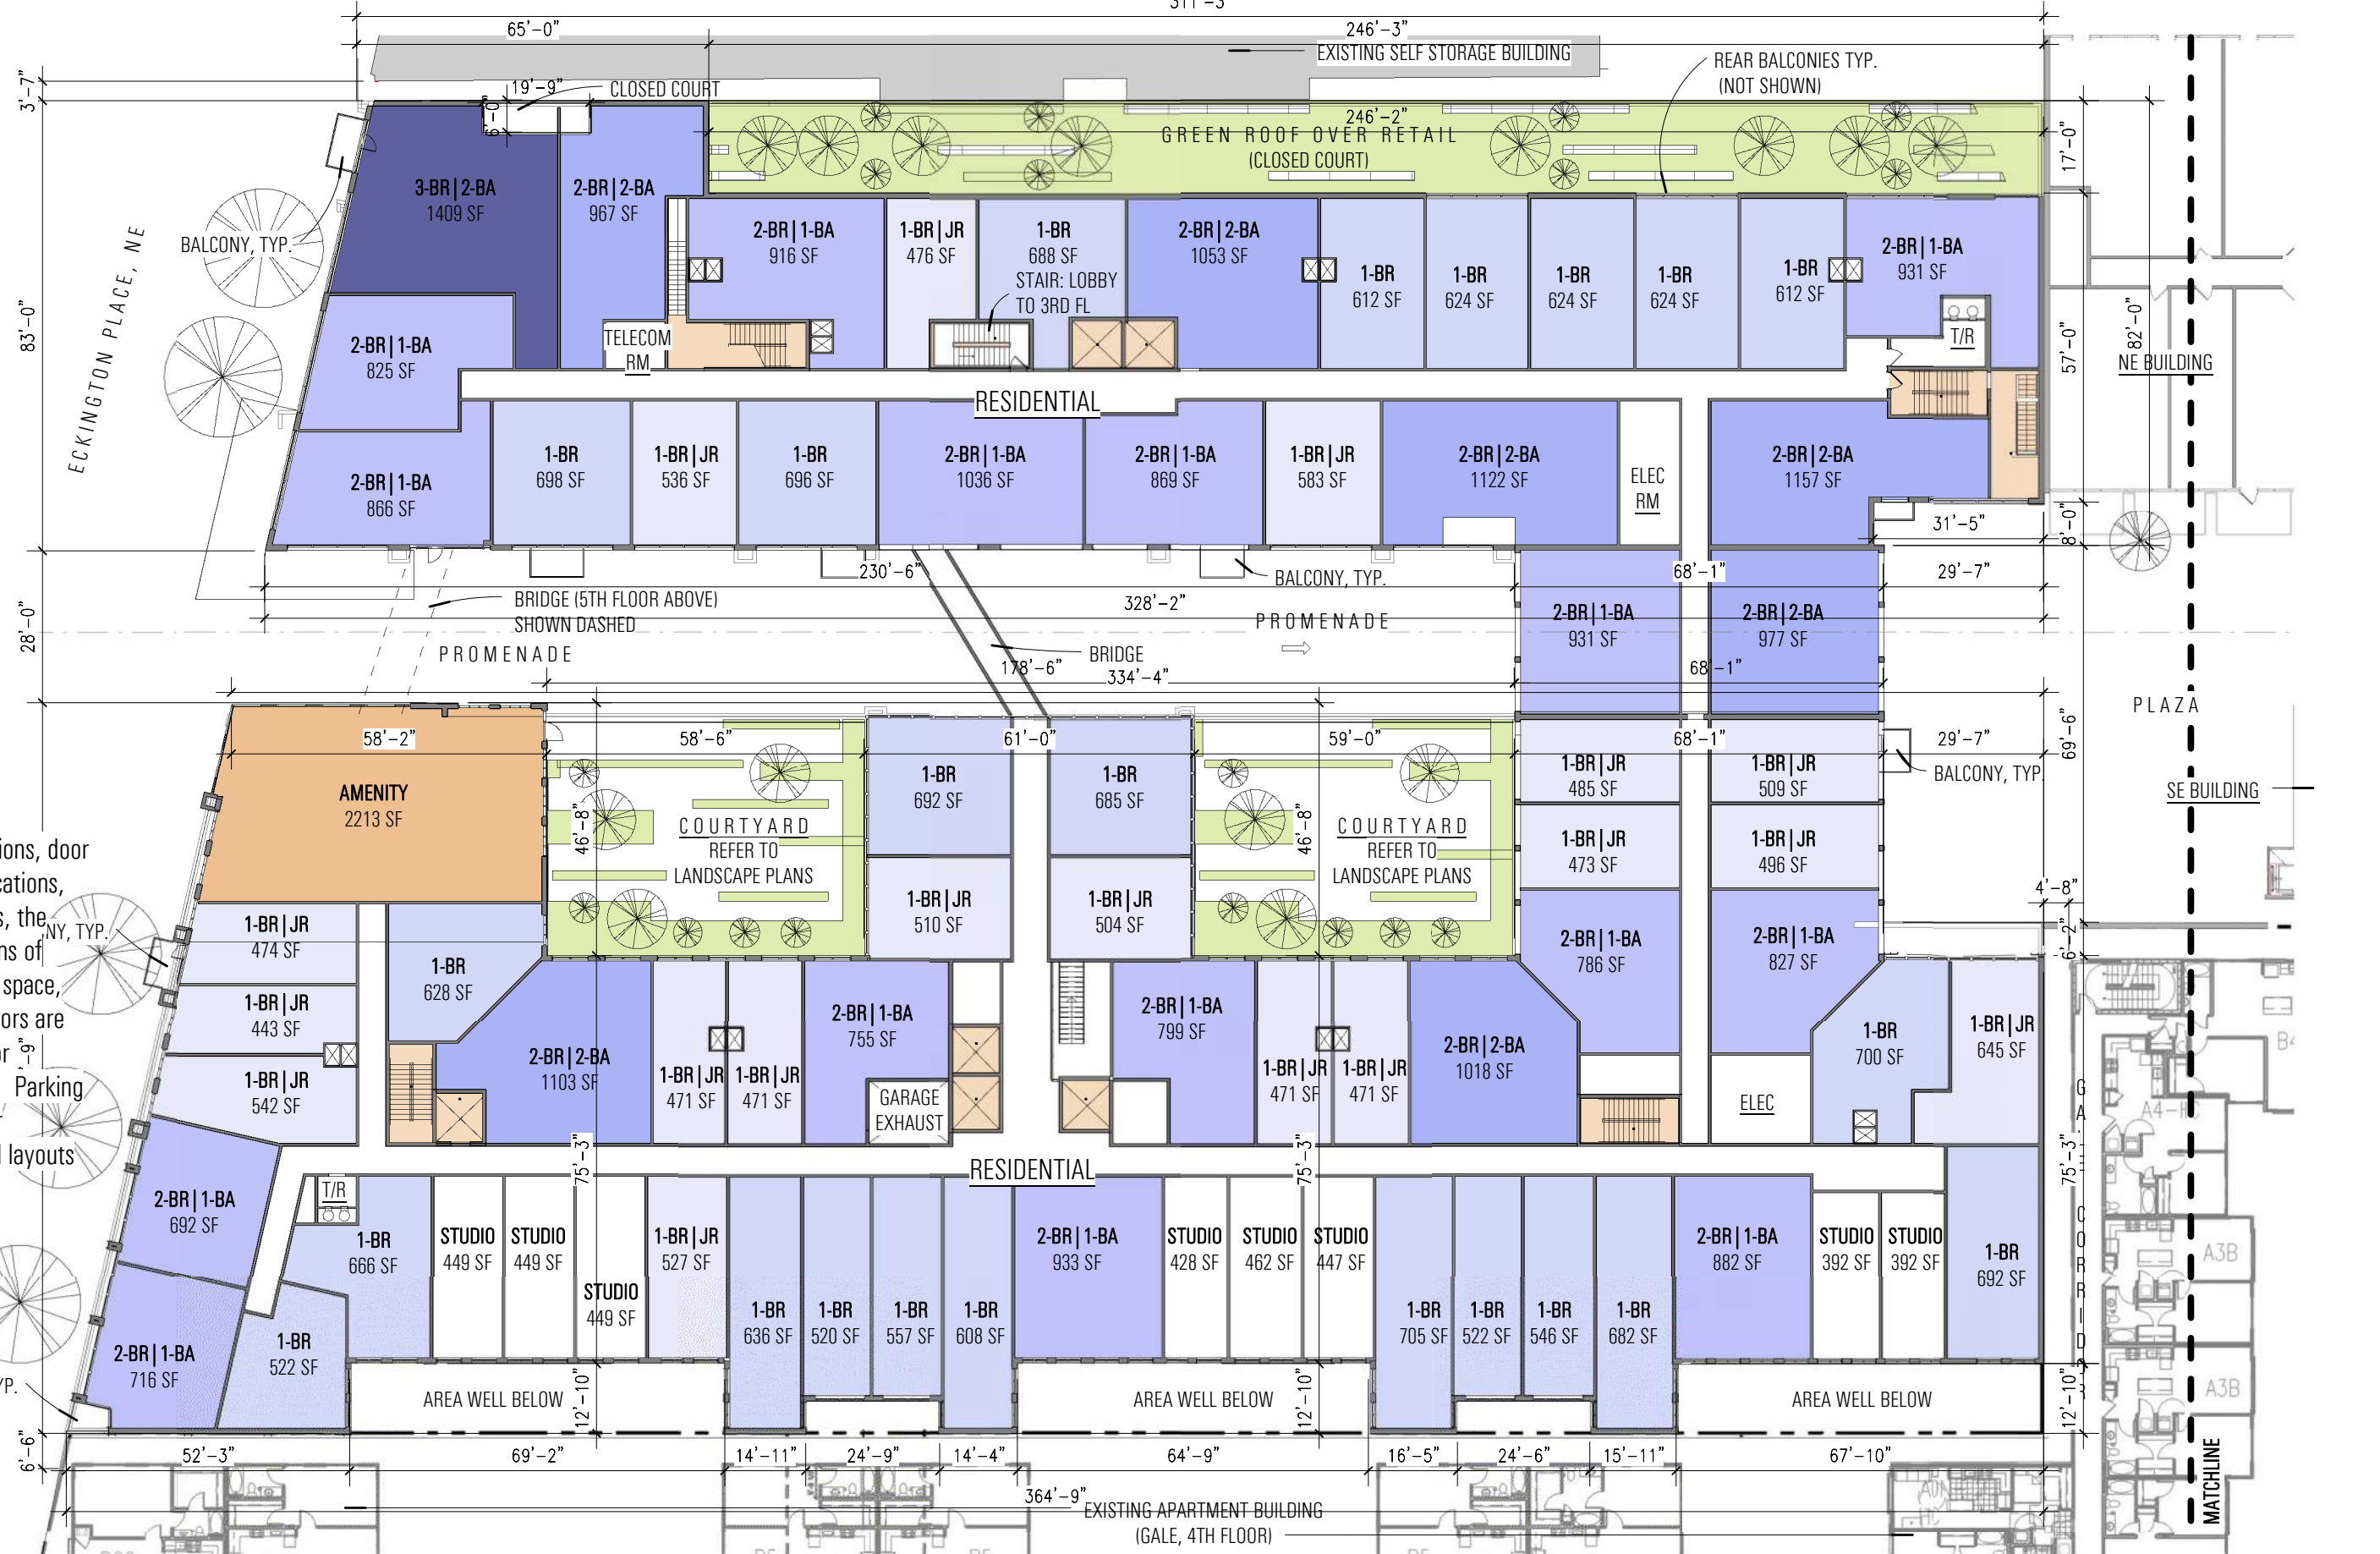 311'-3"
65'-0"
246'-3"
EXISTING SELF STORAGE BUILDING
REAR BALCONIES TYP.
(NOT SHOWN)
3'-7"
19'-9"
CLOSED COURT
6'-0"
246'-2"
GREEN ROOF OVER RETAIL
(CLOSED COURT)
17'-0"
ECKINGTON PLACE, NE
BALCONY, TYP.
83'-0"
3-BR|2-BA
1409 SF
2-BR|2-BA
967 SF
2-BR|1-BA
916 SF
1-BR|JR
476 SF
1-BR
688 SF
STAIR: LOBBY
TO 3RD FL
2-BR|2-BA
1053 SF
1-BR
612 SF
1-BR
624 SF
1-BR
624 SF
1-BR
624 SF
1-BR
612 SF
2-BR|1-BA
931 SF
T/R
57'-0"
82'-0"
NE BUILDING
2-BR|1-BA
825 SF
TELECOM
RM
RESIDENTIAL
2-BR|1-BA
866 SF
1-BR
698 SF
1-BR|JR
536 SF
1-BR
696 SF
2-BR|1-BA
1036 SF
2-BR|1-BA
869 SF
1-BR|JR
583 SF
2-BR|2-BA
1122 SF
ELEC
RM
2-BR|2-BA
1157 SF
31'-5"
8'-0"
230'-6"
BALCONY, TYP.
68'-1"
29'-7"
28'-0"
BRIDGE (5TH FLOOR ABOVE)
SHOWN DASHED
328'-2"
PROMENADE
2-BR|1-BA
931 SF
2-BR|2-BA
977 SF
PROMENADE
BRIDGE
178'-6"
334'-4"
68'-1"
PLAZA
58'-2"
58'-6"
61'-0"
59'-0"
68'-1"
29'-7"
69'-6"
BALCONY, TYP.
SE BUILDING
AMENITY
2213 SF
46'-8"
COURTYARD
REFER TO
LANDSCAPE PLANS
1-BR
692 SF
1-BR
685 SF
46'-8"
COURTYARD
REFER TO
LANDSCAPE PLANS
1-BR|JR
485 SF
1-BR|JR
509 SF
1-BR|JR
473 SF
1-BR|JR
496 SF
1-BR|JR
510 SF
1-BR|JR
504 SF
4'-8"
6'-2"
ions, door
cations,
s, the
ns of
space,
ors are
or
Parking
layouts
NY, TYP.
-9"
1-BR|JR
474 SF
1-BR|JR
443 SF
1-BR|JR
542 SF
1-BR
628 SF
2-BR|2-BA
1103 SF
1-BR|JR
471 SF
1-BR|JR
471 SF
2-BR|1-BA
755 SF
GARAGE
EXHAUST
2-BR|1-BA
799 SF
1-BR|JR
471 SF
1-BR|JR
471 SF
2-BR|2-BA
1018 SF
2-BR|1-BA
786 SF
2-BR|1-BA
827 SF
ELEC
1-BR
700 SF
1-BR|JR
645 SF
B4
A4-HC
75'-3"
75'-3"
75'-3"
RESIDENTIAL
2-BR|1-BA
692 SF
T/R
1-BR
666 SF
STUDIO
449 SF
STUDIO
449 SF
STUDIO
449 SF
1-BR|JR
527 SF
1-BR
636 SF
1-BR
520 SF
1-BR
557 SF
1-BR
608 SF
2-BR|1-BA
933 SF
STUDIO
428 SF
STUDIO
462 SF
STUDIO
447 SF
1-BR
705 SF
1-BR
522 SF
1-BR
546 SF
1-BR
682 SF
2-BR|1-BA
882 SF
STUDIO
392 SF
STUDIO
392 SF
1-BR
692 SF
A3B
A3B
2-BR|1-BA
716 SF
1-BR
522 SF
YP.
AREA WELL BELOW
12'-10"
AREA WELL BELOW
12'-10"
AREA WELL BELOW
12'-10"
6'-6"
52'-3"
69'-2"
14'-11"
24'-9"
14'-4"
64'-9"
16'-5"
24'-6"
15'-11"
67'-10"
MATCHLINE
364'-9"
EXISTING APARTMENT BUILDING
(GALE, 4TH FLOOR)